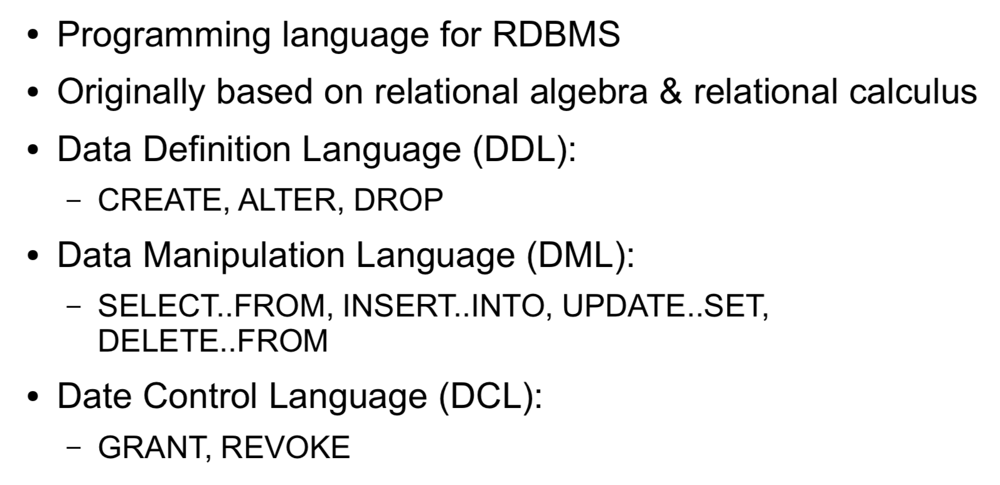 • Programming language for RDBMS
• Originally based on relational algebra & relational calculus
• Data Definition Language (DDL):
– CREATE, ALTER, DROP
• Data Manipulation Language (DML):
– SELECT..FROM, INSERT..INTO, UPDATE..SET,
DELETE..FROM
• Date Control Language (DCL):
– GRANT, REVOKE